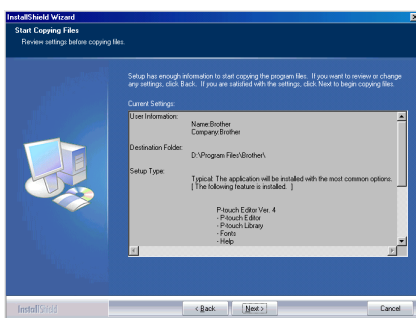 InstallShield Wizard
Start Copying Files
Review settings before copying files.
Setup has enough information to start copying the program files. If you want to review or change
any settings, click Back. If you are satisfied with the settings, click Next to begin copying files.
Current Settings:
User Information:
Name:Brother
Company:Brother
Destination Folder:
D:\Program Files\Brother\.
Setup Type:
Typical: The application will be installed with the most common options.
[ The following feature is installed. ]
P-touch Editor Ver. 4
- P-touch Editor
- P-touch Library
- Fonts
- Help
InstallShield
< Back
Next >
Cancel